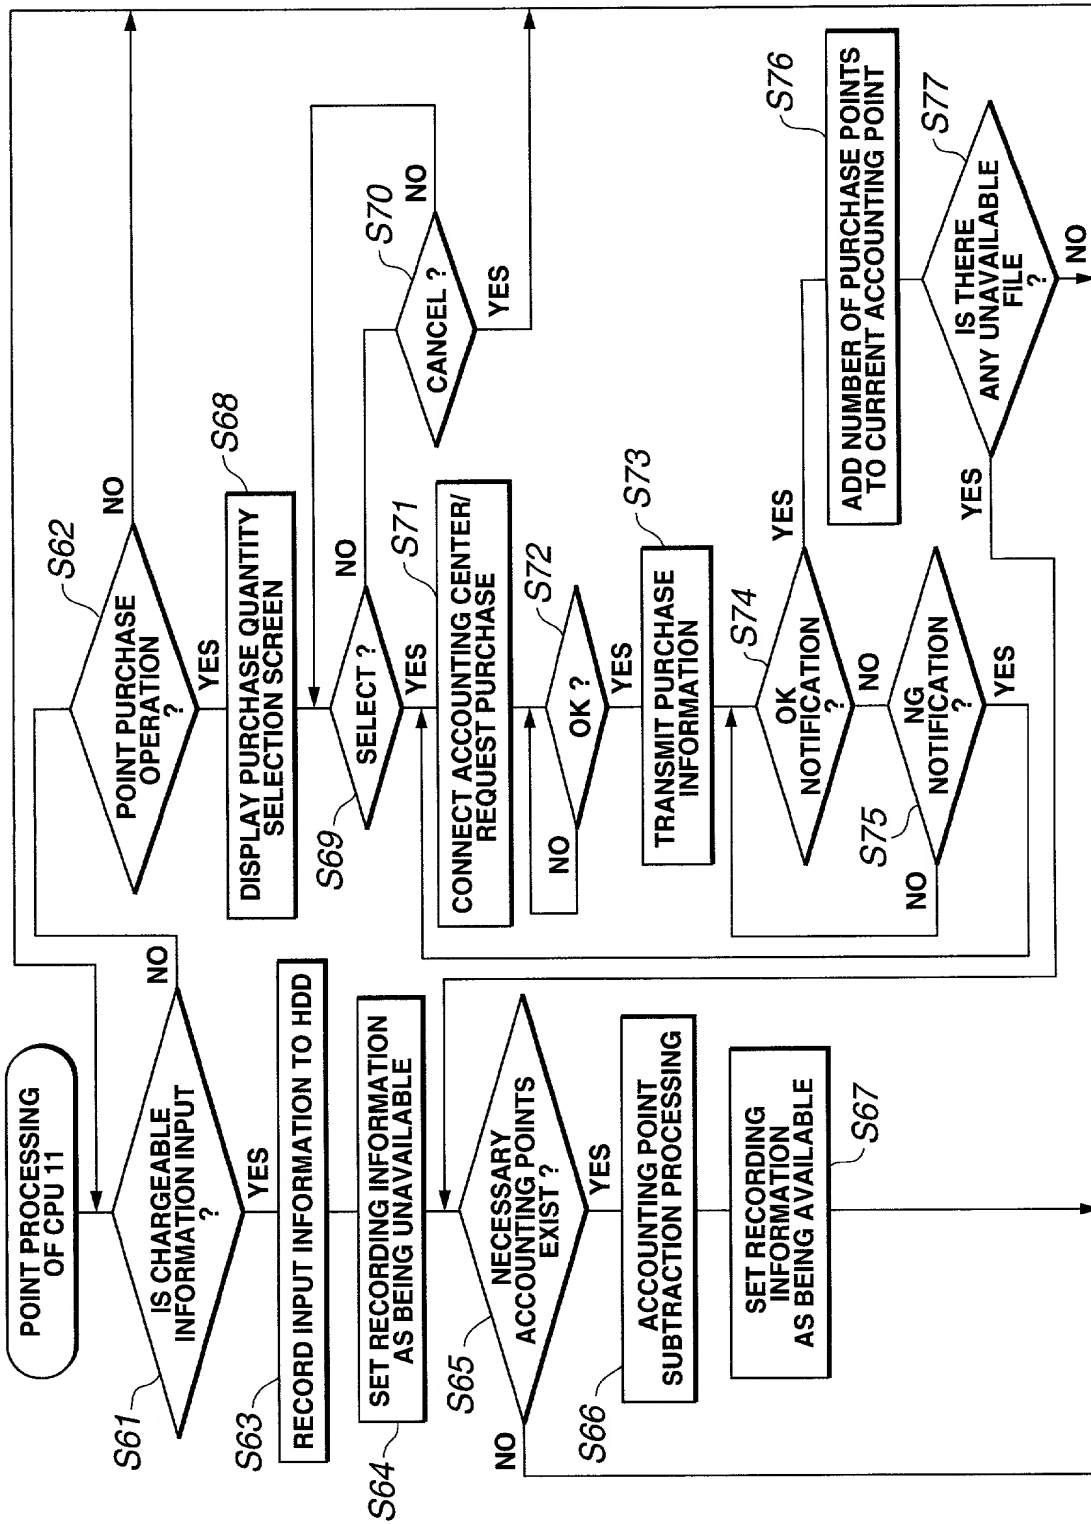 POINT PROCESSING
OF CPU 11
S61
IS CHARGEABLE
INFORMATION INPUT
?
NO
YES
S63
RECORD INPUT INFORMATION TO HDD
S64
SET RECORDING INFORMATION
AS BEING UNAVAILABLE
S65
NECESSARY
ACCOUNTING POINTS
EXIST ?
NO
YES
S66
ACCOUNTING POINT
SUBTRACTION PROCESSING
S67
SET RECORDING
INFORMATION
AS BEING AVAILABLE
S62
POINT PURCHASE
OPERATION
?
NO
YES
S68
DISPLAY PURCHASE QUANTITY
SELECTION SCREEN
S69
SELECT ?
NO
YES
S70
CANCEL ?
NO
YES
S71
CONNECT ACCOUNTING CENTER/
REQUEST PURCHASE
S72
OK ?
NO
YES
S73
TRANSMIT PURCHASE
INFORMATION
S74
OK
NOTIFICATION
?
YES
NO
S75
NG
NOTIFICATION
?
NO
YES
S76
ADD NUMBER OF PURCHASE POINTS
TO CURRENT ACCOUNTING POINT
S77
IS THERE
ANY UNAVAILABLE
FILE
?
YES
NO